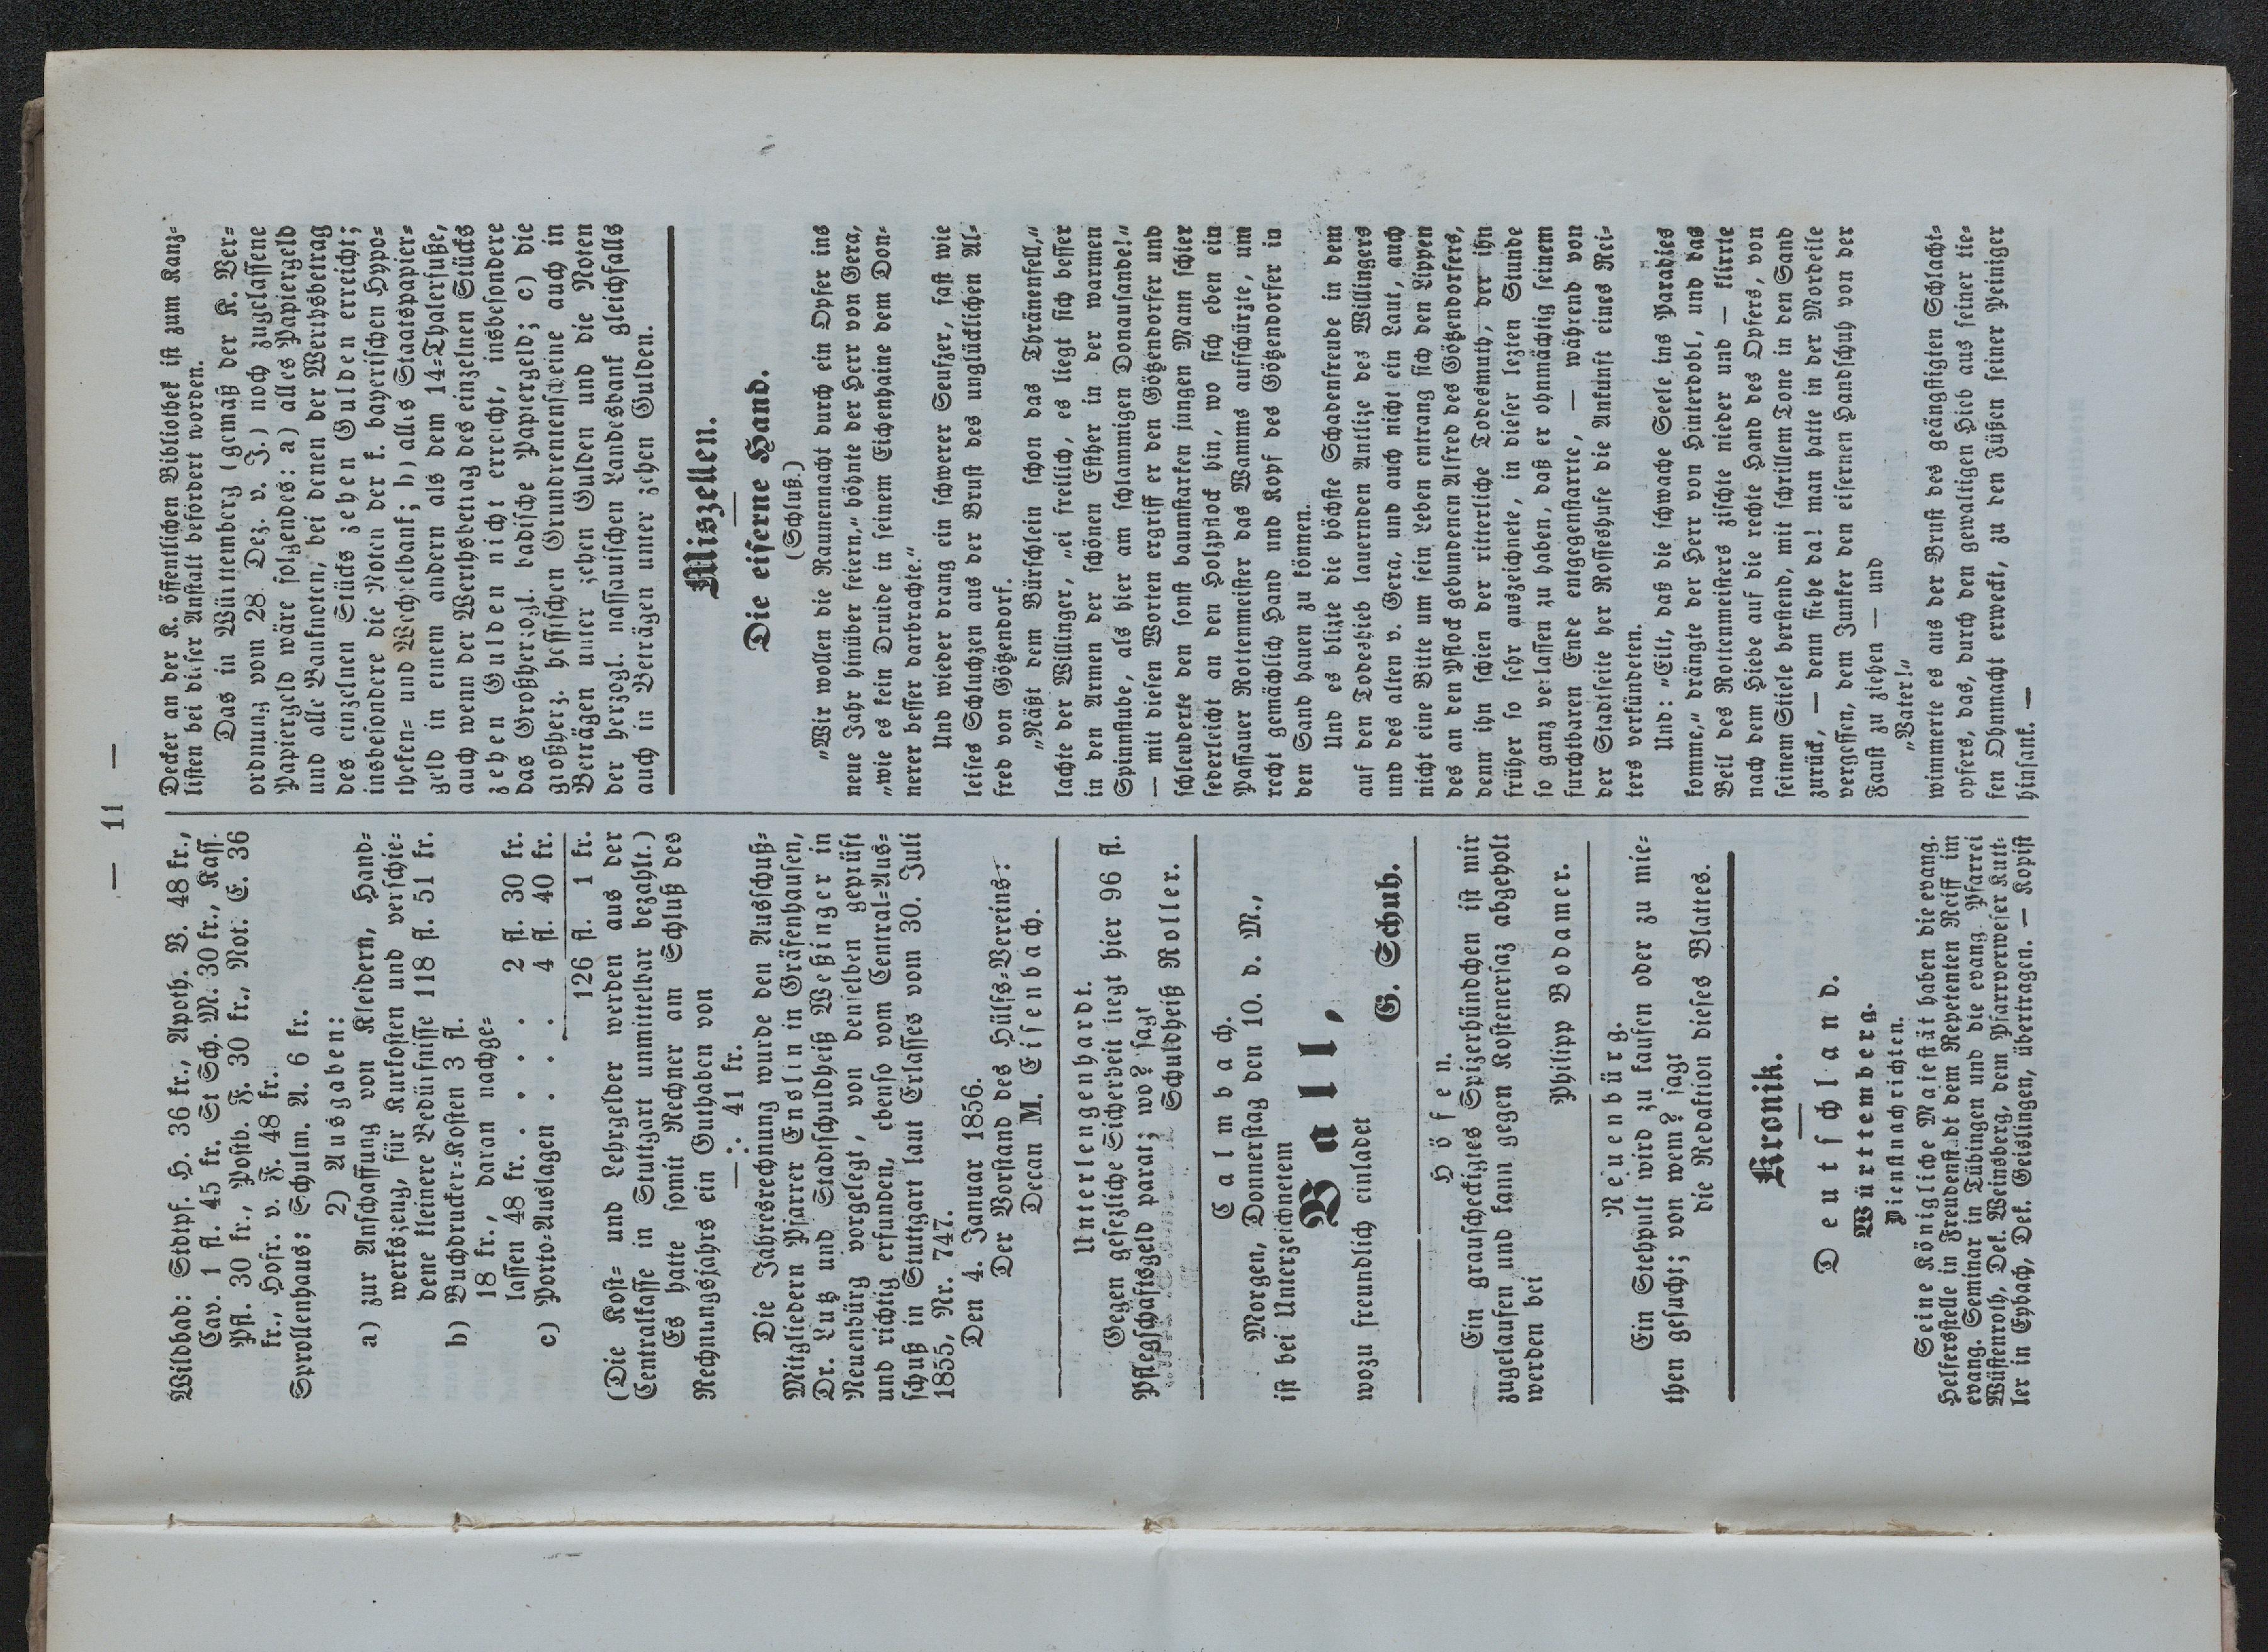 — 11 —
Wildbad: Stdpf. H. 36 kr., Apoth. B. 48 kr.,
Cav. 1 fl. 45 kr. St Sch. M. 30 kr., Kass.
Pfl. 30 kr., Postb. F. 30 kr., Not. E. 36
kr., Hofr. v. F. 48 kr.
Sprollenhaus: Schulm. A. 6 kr.
2) Ausgaben:
a) zur Anschaffung von Kleidern, Hand-
werkszeug, für Kurkosten und verschie-
dene kleinere Bedürfnisse 118 fl. 51 kr.
b) Buchdrucker-Kosten 3 fl.
18 kr., daran nachge-
lassen 48 kr. . . . . . 2 fl. 30 kr.
c) Porto-Auslagen . . . . 4 fl. 40 kr.
126 fl. 1 kr.
(Die Kost- und Lehrgelder werden aus der
Centralkasse in Stuttgart unmittelbar bezahlt.)
Es hatte somit Rechner am Schluß des
Rechnungsjahrs ein Guthaben von
—.: 41 kr.
Die Jahresrechnung wurde den Ausschuß-
Mitgliedern Pfarrer Enslin in Gräfenhausen,
Dr. Lutz und Stadtschuldheiß Weßinger in
Neuenbürg vorgelegt, von denselben geprüft
und richtig erfunden, ebenso vom Central-Aus-
schuß in Stuttgart laut Erlasses vom 30. Juli
1855, Nr. 747.
Den 4. Januar 1856.
Der Vorstand des Hülfs-Vereins:
Decan M. Eisenbach.
Unterlengenhardt.
Gegen gesezliche Sicherheit liegt hier 96 fl.
Pflegschaftsgeld parat; wo? sagt
Schuldheiß Roller.
Calmbach.
Morgen, Donnerstag den 10. d. M.,
ist bei Unterzeichnetem
Ball,
wozu freundlich einladet
G. Schuh.
Höfen.
Ein grauscheckigtes Spizerhündchen ist mir
zugelaufen und kann gegen Kostenersaz abgeholt
werden bei
Philipp Bodamer.
Neuenbürg.
Ein Stehpult wird zu kaufen oder zu mie-
then gesucht; von wem? sagt
die Redaktion dieses Blattes.
Kronik.
Deutschland.
Württemberg.
Dienstnachrichten.
Seine Königliche Majestät haben die evang.
Helfersstelle in Freudenstadt dem Repetenten Reiff im
evang. Seminar in Tübingen und die evang. Pfarrei
Wüstenroth, Dek. Weinsberg, dem Pfarrverweser Kutt-
ler in Eybach, Dek. Geislingen, übertragen. — Kopist
Decker an der K. öffentlichen Bibliothek ist zum Kanz-
listen bei dieser Anstalt befördert worden.
Das in Württemberg (gemäß der K. Ver-
ordnung vom 28. Dez. v. J.) noch zugelassene
Papiergeld wäre folgendes: a) alles Papiergeld
und alle Banknoten, bei denen der Werthsbetrag
des einzelnen Stücks zehen Gulden erreicht;
insbesondere die Noten der k. bayerischen Hypo-
theken- und Wechselbank; b) alls Staatspapier-
geld in einem andern als dem 14-Thalerfuße,
auch wenn der Werthsbetrag des einzelnen Stücks
zehen Gulden nicht erreicht, insbesondere
das Großherzogl. badische Papiergeld; c) die
großherz. hessischen Grundrentenscheine auch in
Beträgen unter zehen Gulden und die Noten
der herzogl. nassauischen Landesbank gleichfalls
auch in Beträgen unter zehen Gulden.
Miszellen.
Die eiserne Hand.
(Schluß.)
„Wir wollen die Raunennacht durch ein Opfer ins
neue Jahr hinüber feiern,“ höhnte der Herr von Gera,
„wie es kein Druide in seinem Eichenhaine dem Don-
nerer besser darbrachte.“
Und wieder drang ein schwerer Seufzer, fast wie
leises Schluchzen aus der Brust des unglücklichen Al-
fred von Götzendorf.
„Näßt dem Bürschlein schon das Thränenfell,“
lachte der Willinger, „ei freilich, es liegt sich besser
in den Armen der schönen Esther in der warmen
Spinnstube, als hier am schlammigen Donausande!“
— mit diesen Worten ergriff er den Götzendorfer und
schleuderte den sonst baumstarken jungen Mann schier
federleicht an den Holzpflock hin, wo sich eben ein
Passauer Rottenmeister das Wamms aufschürzte, um
recht gemächlich Hand und Kopf des Götzendorfer in
den Sand hauen zu können.
Und es blizte die höchste Schadenfreude in dem
auf den Todeshieb lauernden Antlize des Willingers
und des alten v. Gera, und auch nicht ein Laut, auch
nicht eine Bitte um sein Leben entrang sich den Lippen
des an den Pflock gebundenen Alfred des Götzendorfers,
denn ihn schien der ritterliche Todesmuth, der ihn
früher so sehr auszeichnete, in dieser lezten Stunde
so ganz verlassen zu haben, daß er ohnmächtig seinem
furchtbaren Ende entgegenstarrte, — während von
der Stadtseite her Rosseshufe die Ankunft eines Rei-
ters verkündeten.
Und: „Eilt, daß die schwache Seele ins Paradies
komme,“ drängte der Herr von Hinterdobl, und das
Beil des Rottenmeisters zischte nieder und — klirrte
nach dem Hiebe auf die rechte Hand des Opfers, von
seinem Stiele berstend, mit schrillem Tone in den Sand
zurück, — denn siehe da! man hatte in der Mordeile
vergessen, dem Junker den eisernen Handschuh von der
Faust zu ziehen — und
„Vater!“
wimmerte es aus der Brust des geängstigten Schlacht-
opfers, das, durch den gewaltigen Hieb aus seiner tie-
fen Ohnmacht erweckt, zu den Füßen seiner Peiniger
hinsank. —